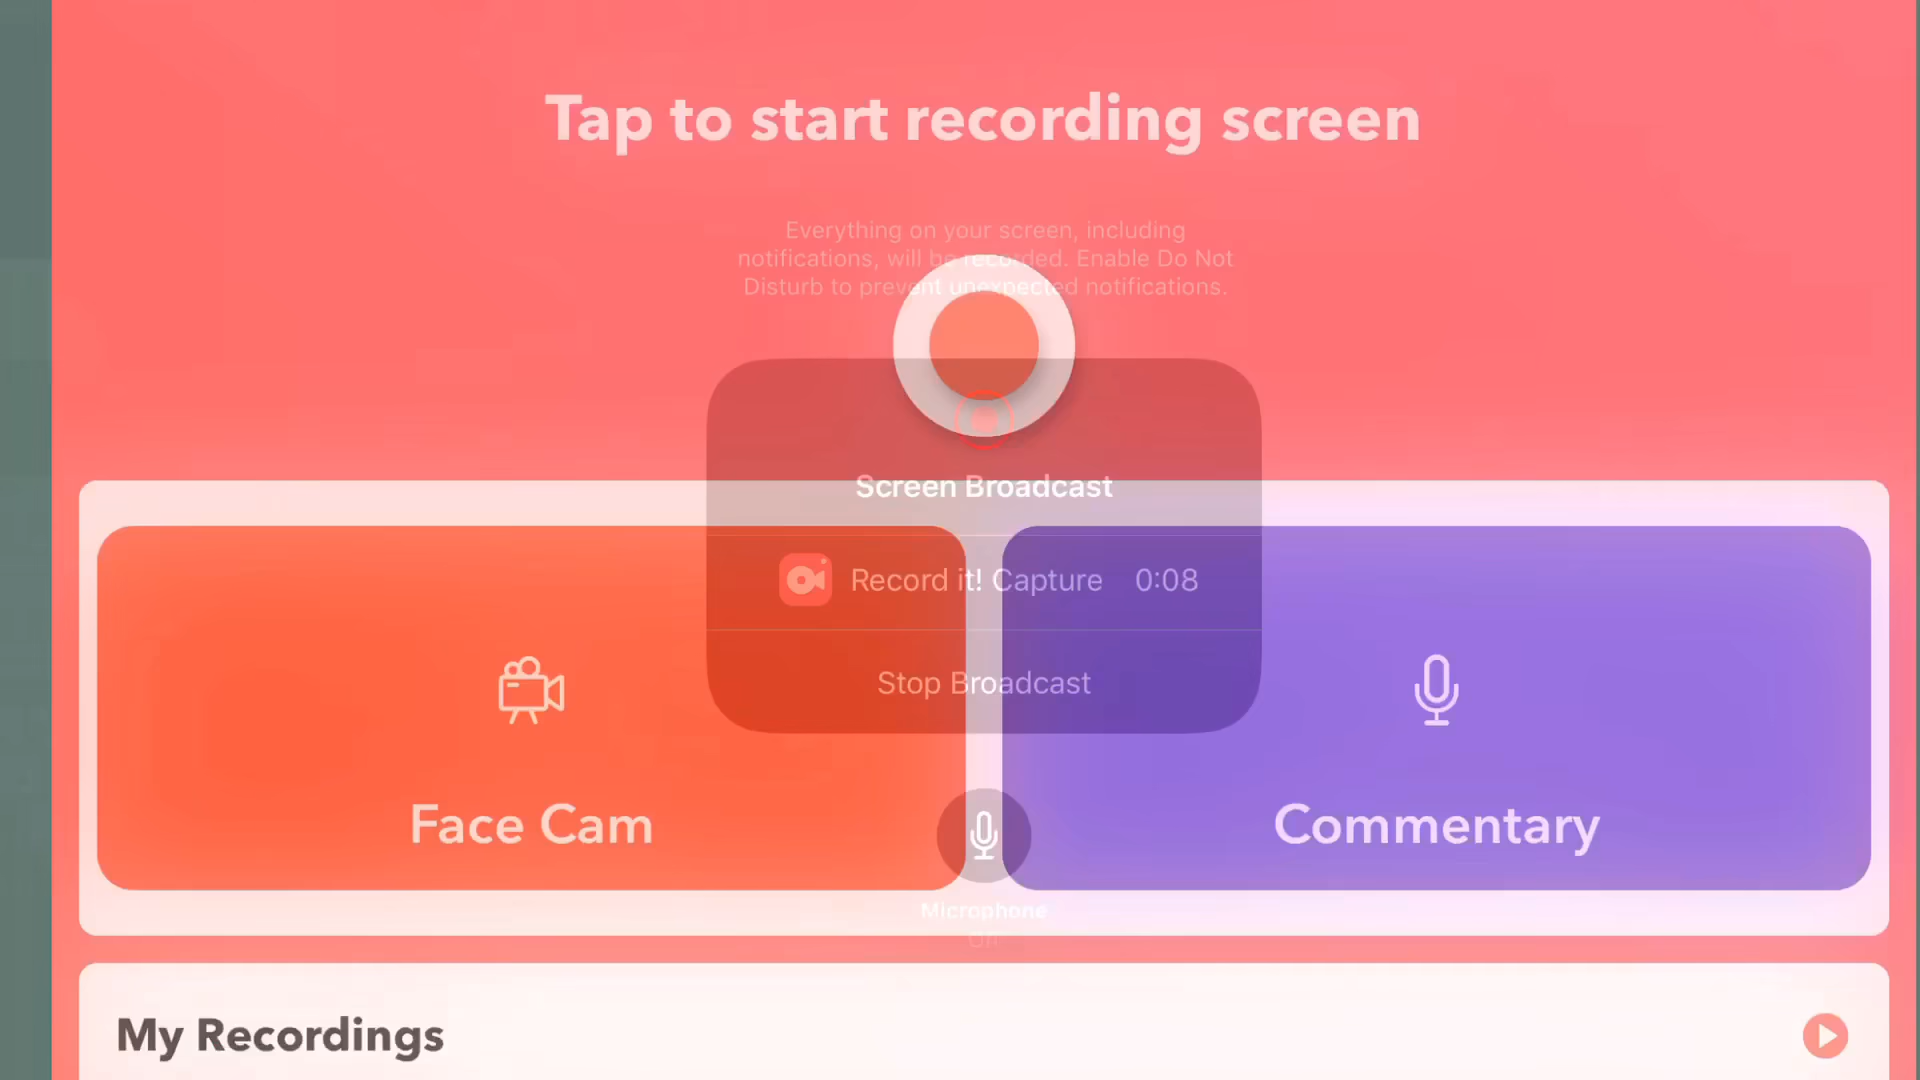 Tap to start recording screen
Everything on your screen, including
notifications, will be recorded. Enable Do Not
Disturb to prevent unexpected notifications.
Screen Broadcast
Record it! Capture 0:08
Stop Broadcast
Face Cam
Commentary
Microphone
Off
My Recordings